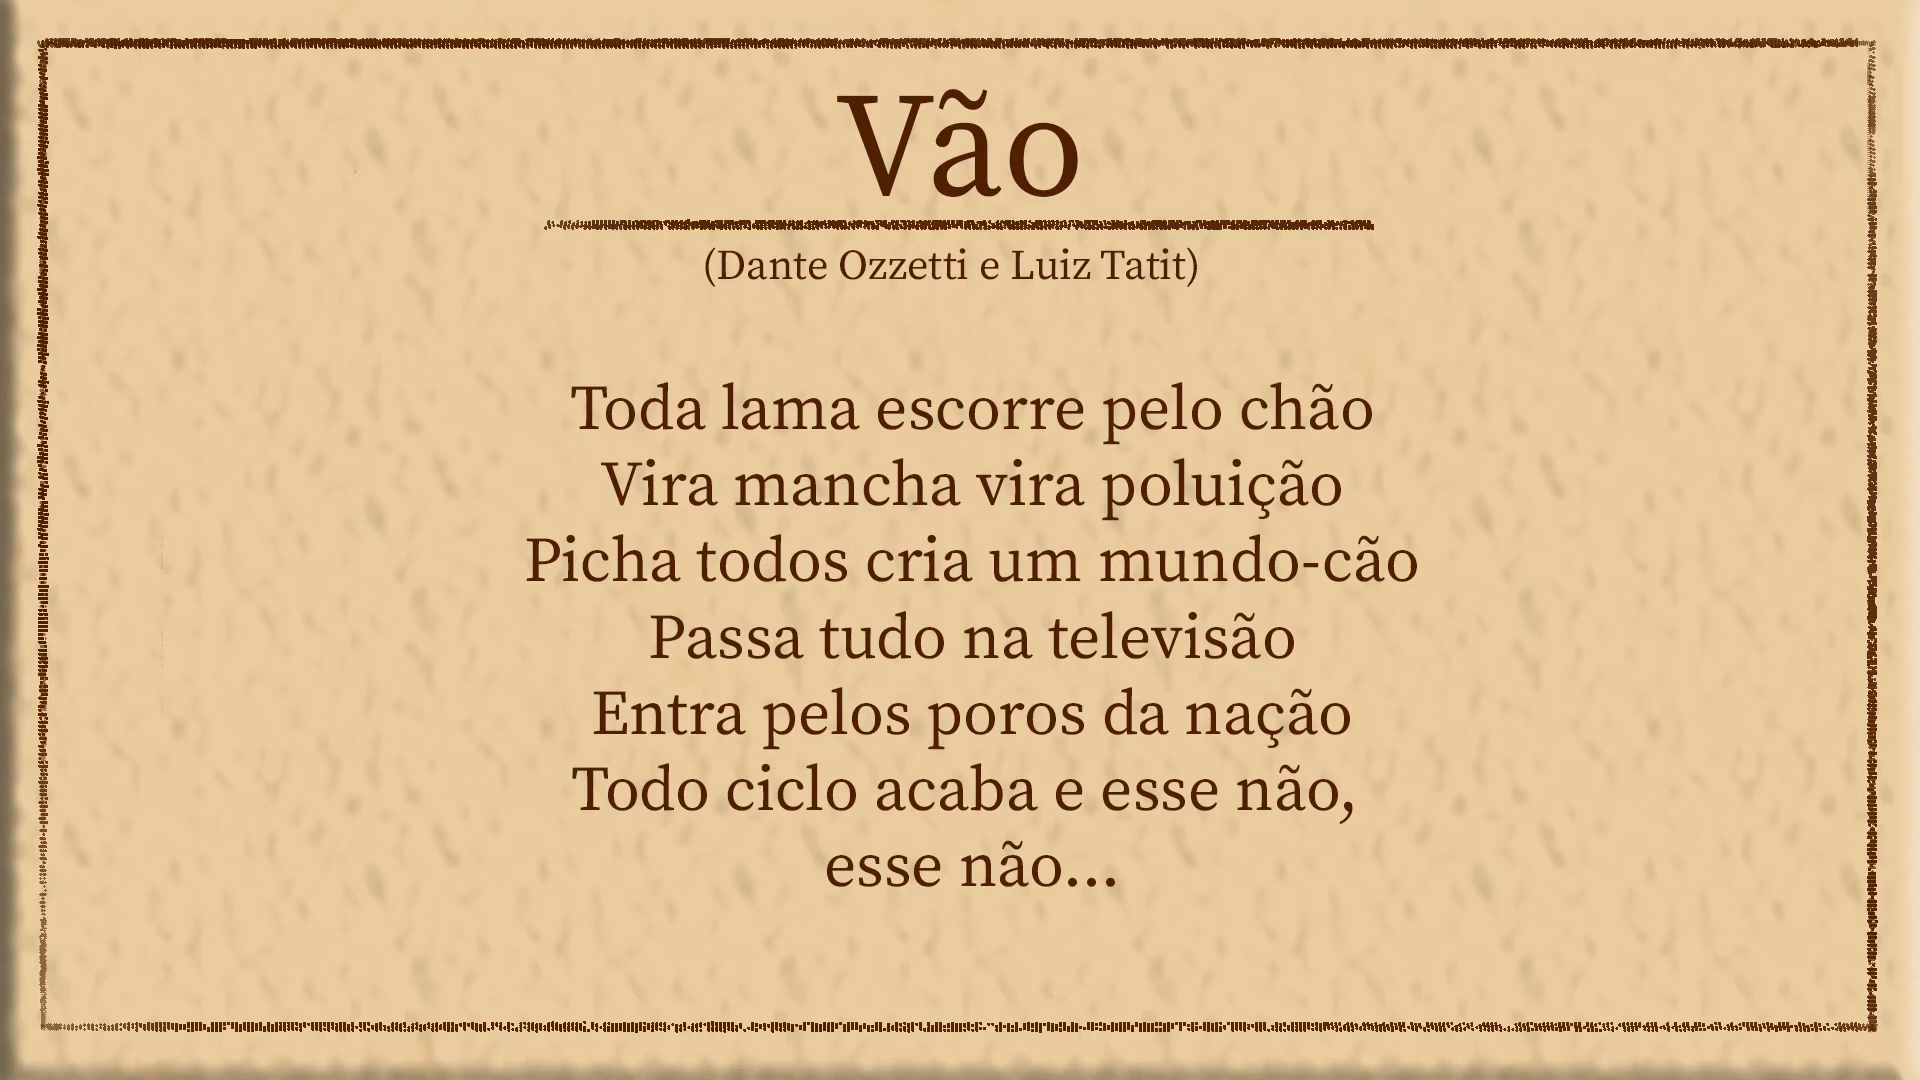 Vão
(Dante Ozzetti e Luiz Tatit)
Toda lama escorre pelo chão
Vira mancha vira poluição
Picha todos cria um mundo-cão
Passa tudo na televisão
Entra pelos poros da nação
Todo ciclo acaba e esse não,
esse não...